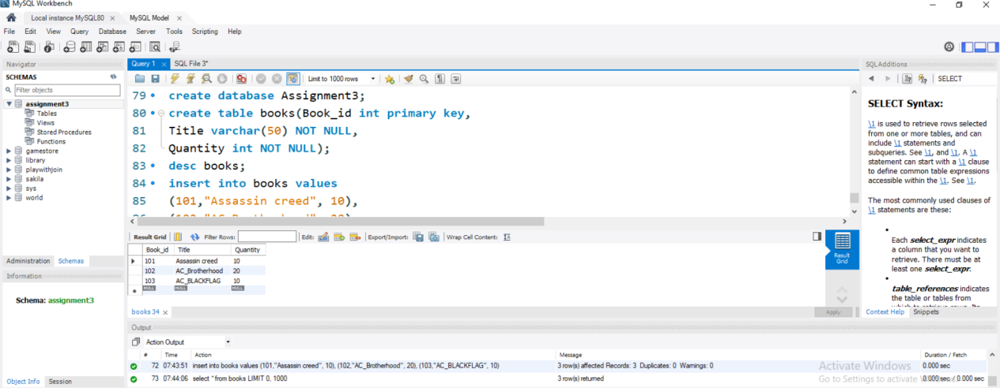 MySQL Workbench
Local instance MySQL80 ×
MySQL Model ×
File Edit View Query Database Server Tools Scripting Help
Navigator
SCHEMAS
Filter objects
assignment3
Tables
Views
Stored Procedures
Functions
gamestore
library
playwithjoin
sakila
sys
world
Administration Schemas
Information
Schema: assignment3
Object Info Session
Query 1 × SQL File 3*
Limit to 1000 rows
79 create database Assignment3;
80 create table books(Book_id int primary key,
81 Title varchar(50) NOT NULL,
82 Quantity int NOT NULL);
83 desc books;
84 insert into books values
85 (101,"Assassin creed", 10),
Result Grid Filter Rows: Edit: Export/Import: Wrap Cell Content:
Book_id Title Quantity
101 Assassin creed 10
102 AC_Brotherhood 20
103 AC_BLACKFLAG 10
NULL NULL NULL
Result
Grid
books 34 ×
Apply
Output
Action Output
# Time Action Message Duration / Fetch
72 07:43:51 insert into books values (101,"Assassin creed", 10), (102,"AC_Brotherhood", 20), (103,"AC_BLACKFLAG", 10) 3 row(s) affected Records: 3 Duplicates: 0 Warnings: 0 0.000 sec
73 07:44:06 select * from books LIMIT 0, 1000 3 row(s) returned 0.000 sec / 0.000 sec
SQLAdditions
SELECT
SELECT Syntax:
\1 is used to retrieve rows selected
from one or more tables, and can
include \1 statements and
subqueries. See \1, and \1. A \1
statement can start with a \1 clause
to define common table expressions
accessible within the \1. See \1.
The most commonly used clauses of
\1 statements are these:
Each select_expr indicates
a column that you want to
retrieve. There must be at
least one select_expr.
table_references indicates
the table or tables from
Context Help Snippets
Activate Windows
Go to Settings to activate